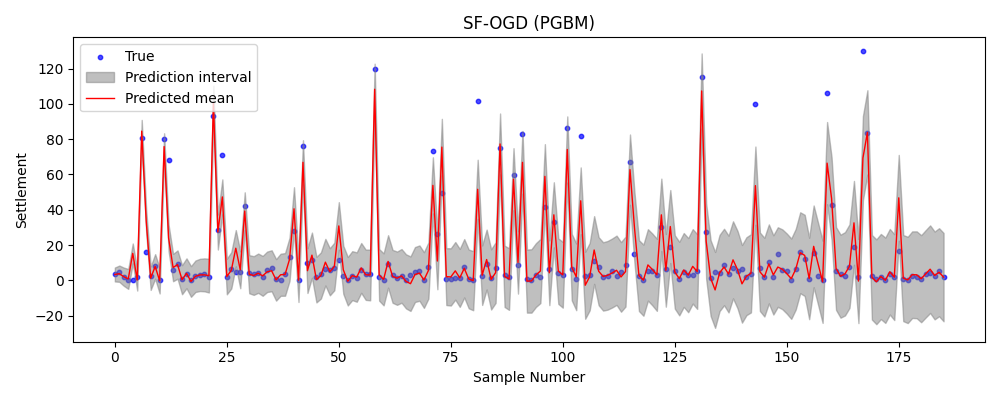 SF-OGD (PGBM)
True
Prediction interval
Predicted mean
Settlement
120
100
80
60
40
20
0
−20
0 25 50 75 100 125 150 175
Sample Number